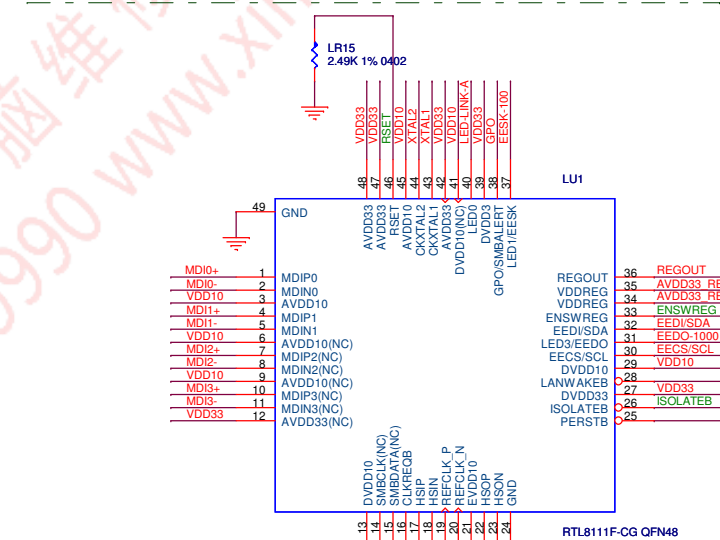 LR15
2.49K 1% 0402
VDD33
VDD33
RSET
VDD10
XTAL2
XTAL1
VDD33
VDD10
LED-LINK-A
VDD33
GPO
EESK-100
LU1
48
47
46
45
44
43
42
41
40
39
38
37
AVDD33
AVDD33
RSET
AVDD10
CKXTAL2
CKXTAL1
AVDD33
DVDD10(NC)
LED0
DVDD3
GPO/SMBALERT
LED1/EESK
49 GND
MDI0+ 1 MDIP0
MDI0- 2 MDIN0
VDD10 3 AVDD10
MDI1+ 4 MDIP1
MDI1- 5 MDIN1
VDD10 6 AVDD10(NC)
MDI2+ 7 MDIP2(NC)
MDI2- 8 MDIN2(NC)
VDD10 9 AVDD10(NC)
MDI3+ 10 MDIP3(NC)
MDI3- 11 MDIN3(NC)
VDD33 12 AVDD33(NC)
REGOUT 36 REGOUT
VDDREG 35 AVDD33_RE
VDDREG 34 AVDD33_RE
ENSWREG 33 ENSWREG
EEDI/SDA 32 EEDI/SDA
LED3/EEDO 31 EEDO-1000
EECS/SCL 30 EECS/SCL
DVDD10 29 VDD10
LANWAKEB 28
DVDD33 27 VDD33
ISOLATEB 26 ISOLATEB
PERSTB 25
DVDD10
SMBCLK(NC)
SMBDATA(NC)
CLKREQB
HSIP
HSIN
REFCLK_P
REFCLK_N
EVDD10
HSOP
HSON
GND
13
14
15
16
17
18
19
20
21
22
23
24
RTL8111F-CG QFN48
脑维
9990 www.xin